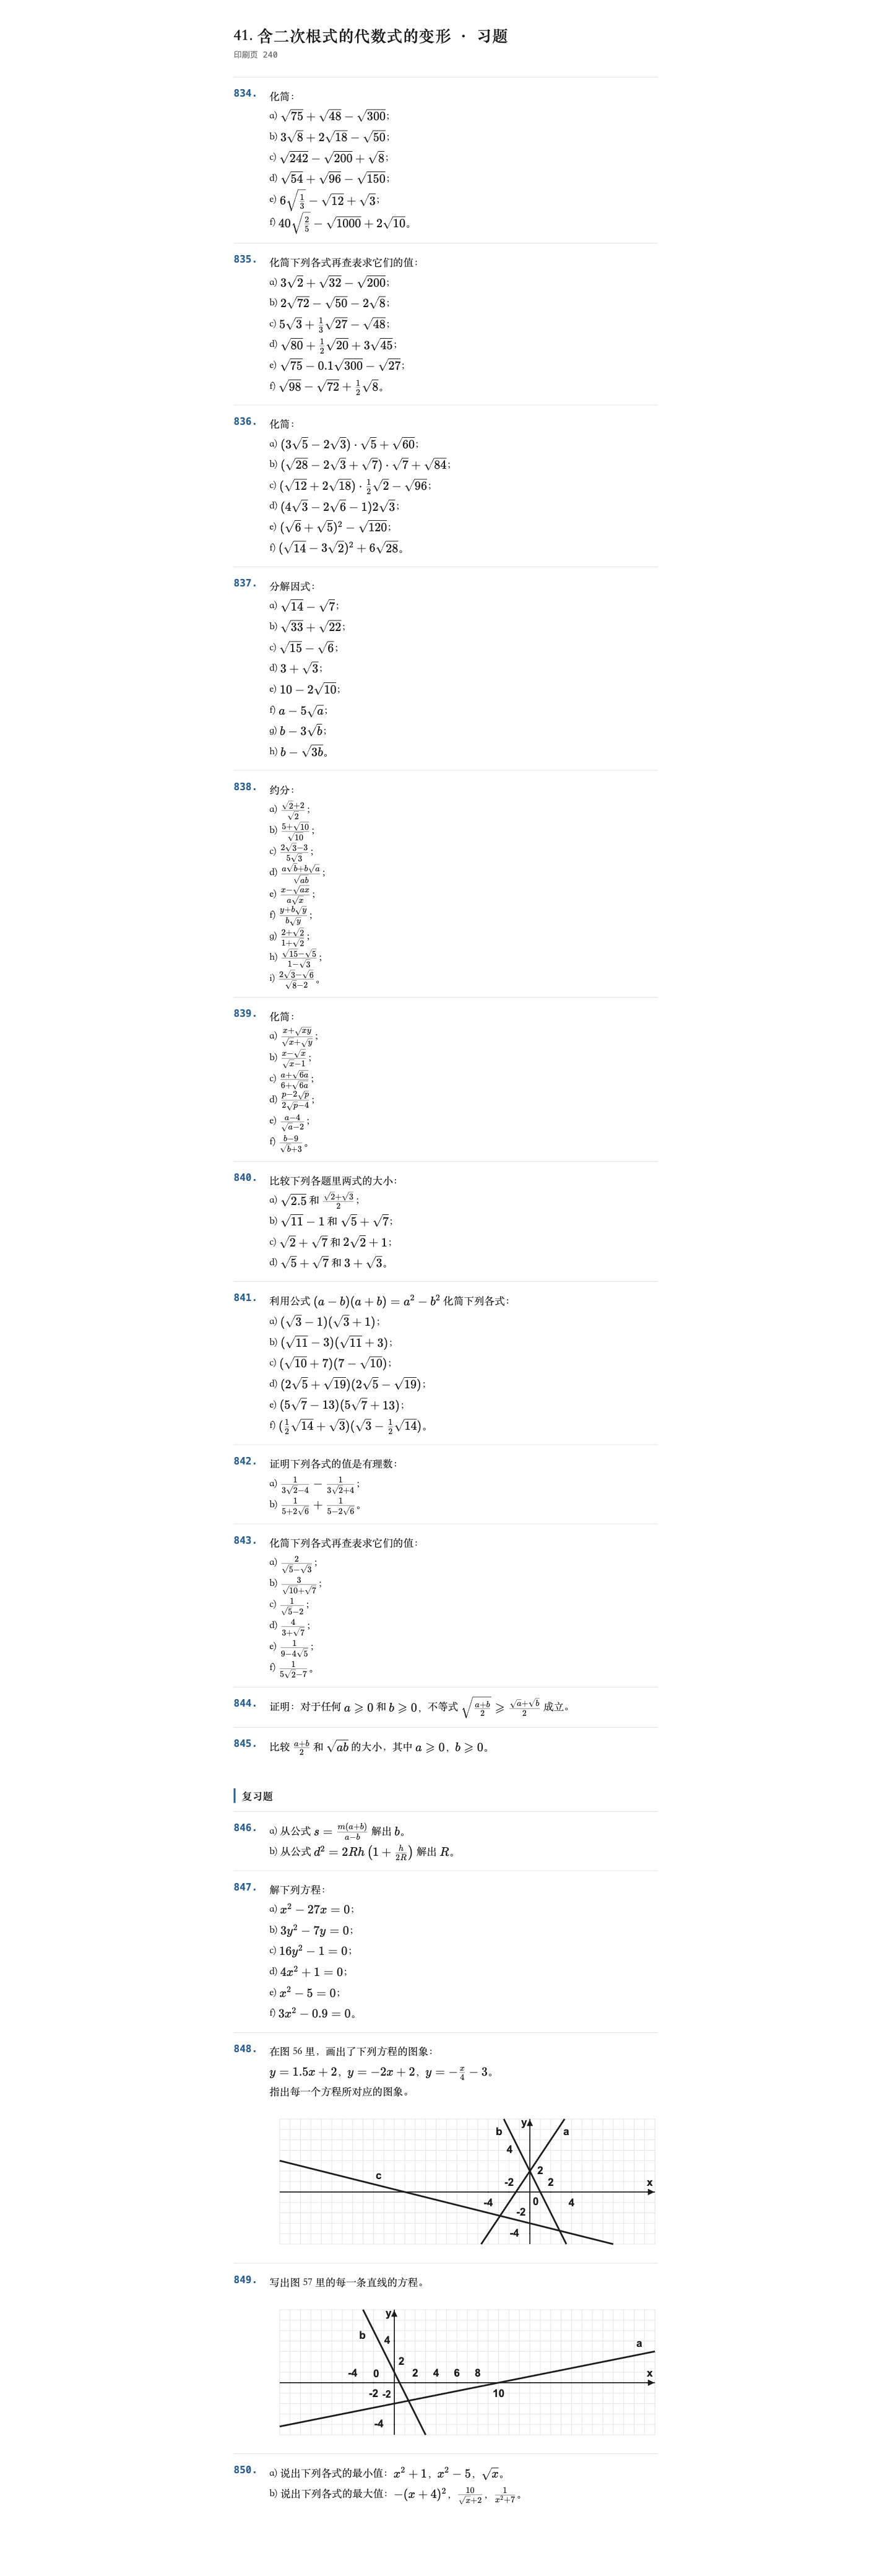 41. 含二次根式的代数式的变形 · 习题
印刷页 240
834. 化简：
a) √75 + √48 − √300；
b) 3√8 + 2√18 − √50；
c) √242 − √200 + √8；
d) √54 + √96 − √150；
e) 6√(1/3) − √12 + √3；
f) 40√(2/5) − √1000 + 2√10。
835. 化简下列各式再查表求它们的值：
a) 3√2 + √32 − √200；
b) 2√72 − √50 − 2√8；
c) 5√3 + 1/3√27 − √48；
d) √80 + 1/2√20 + 3√45；
e) √75 − 0.1√300 − √27；
f) √98 − √72 + 1/2√8。
836. 化简：
a) (3√5 − 2√3) · √5 + √60；
b) (√28 − 2√3 + √7) · √7 + √84；
c) (√12 + 2√18) · 1/2√2 − √96；
d) (4√3 − 2√6 − 1)2√3；
e) (√6 + √5)² − √120；
f) (√14 − 3√2)² + 6√28。
837. 分解因式：
a) √14 − √7；
b) √33 + √22；
c) √15 − √6；
d) 3 + √3；
e) 10 − 2√10；
f) a − 5√a；
g) b − 3√b；
h) b − √(3b)。
838. 约分：
a) (√2+2)/√2；
b) (5+√10)/√10；
c) (2√3−3)/(5√3)；
d) (a√b+b√a)/√(ab)；
e) (x−√(ax))/(a√x)；
f) (y+b√y)/(b√y)；
g) (2+√2)/(1+√2)；
h) (√15−√5)/(1−√3)；
i) (2√3−√6)/(√8−2)。
839. 化简：
a) (x+√(xy))/(√x+√y)；
b) (x−√x)/(√x−1)；
c) (a+√(6a))/(6+√(6a))；
d) (p−2√p)/(2√p−4)；
e) (a−4)/(√a−2)；
f) (b−9)/(√b+3)。
840. 比较下列各题里两式的大小：
a) √2.5 和 (√2+√3)/2；
b) √11 − 1 和 √5 + √7；
c) √2 + √7 和 2√2 + 1；
d) √5 + √7 和 3 + √3。
841. 利用公式 (a − b)(a + b) = a² − b² 化简下列各式：
a) (√3 − 1)(√3 + 1)；
b) (√11 − 3)(√11 + 3)；
c) (√10 + 7)(7 − √10)；
d) (2√5 + √19)(2√5 − √19)；
e) (5√7 − 13)(5√7 + 13)；
f) (1/2√14 + √3)(√3 − 1/2√14)。
842. 证明下列各式的值是有理数：
a) 1/(3√2−4) − 1/(3√2+4)；
b) 1/(5+2√6) + 1/(5−2√6)。
843. 化简下列各式再查表求它们的值：
a) 2/(√5−√3)；
b) 3/(√10+√7)；
c) 1/(√5−2)；
d) 4/(3+√7)；
e) 1/(9−4√5)；
f) 1/(5√2−7)。
844. 证明：对于任何 a ⩾ 0 和 b ⩾ 0，不等式 √((a+b)/2) ⩾ (√a+√b)/2 成立。
845. 比较 (a+b)/2 和 √(ab) 的大小，其中 a ⩾ 0，b ⩾ 0。
复习题
846. a) 从公式 s = m(a+b)/(a−b) 解出 b。
b) 从公式 d² = 2Rh (1 + h/(2R)) 解出 R。
847. 解下列方程：
a) x² − 27x = 0；
b) 3y² − 7y = 0；
c) 16y² − 1 = 0；
d) 4x² + 1 = 0；
e) x² − 5 = 0；
f) 3x² − 0.9 = 0。
848. 在图 56 里，画出了下列方程的图象：
y = 1.5x + 2，y = −2x + 2，y = −x/4 − 3。
指出每一个方程所对应的图象。
y
b a
4
c 2
-2 2 x
-4 0 4
-2
-4
849. 写出图 57 里的每一条直线的方程。
y
b 4 a
2
-4 0 2 4 6 8 x
-2 -2 10
-4
850. a) 说出下列各式的最小值：x² + 1，x² − 5，√x。
b) 说出下列各式的最大值：−(x + 4)²，10/(√x+2)，1/(x²+7)。